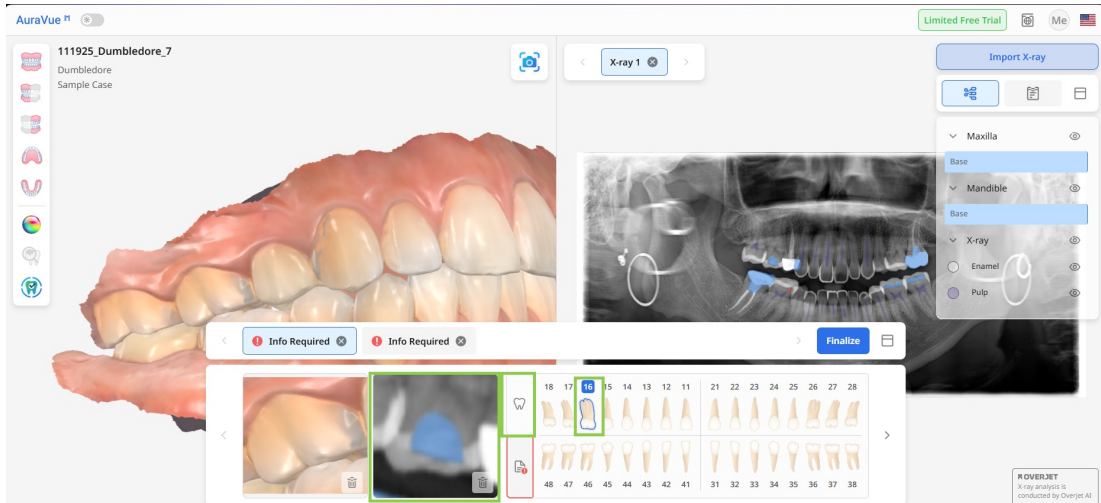 AuraVue
Limited Free Trial
Me
111925_Dumbledore_7
Dumbledore
Sample Case
X-ray 1
Import X-ray
Maxilla
Base
Mandible
Base
X-ray
Enamel
Pulp
Info Required
Info Required
Finalize
18 17 16 15 14 13 12 11 21 22 23 24 25 26 27 28
48 47 46 45 44 43 42 41 31 32 33 34 35 36 37 38
OVERJET
X-ray analysis is
conducted by Overjet AI